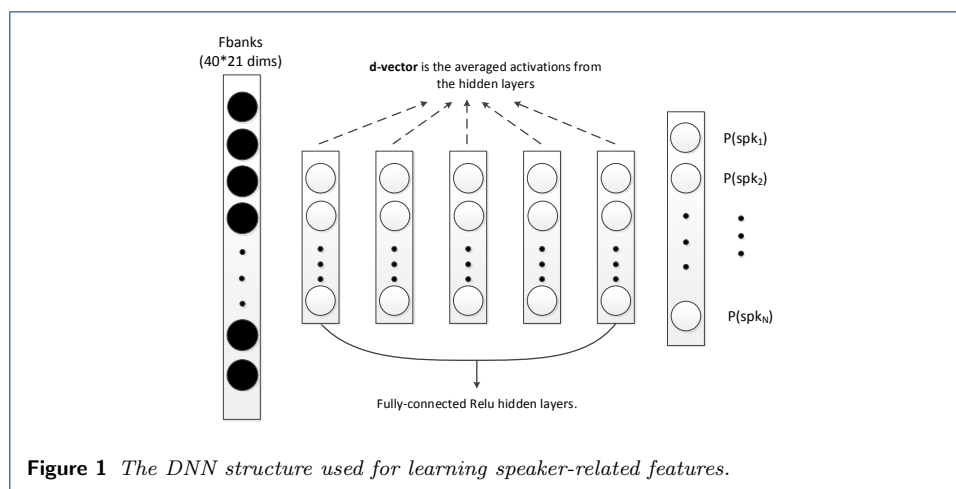 Fbanks
(40*21 dims)
d-vector is the averaged activations from
the hidden layers
P(spk₁)
P(spk₂)
P(spkN)
Fully-connected Relu hidden layers.
Figure 1 The DNN structure used for learning speaker-related features.